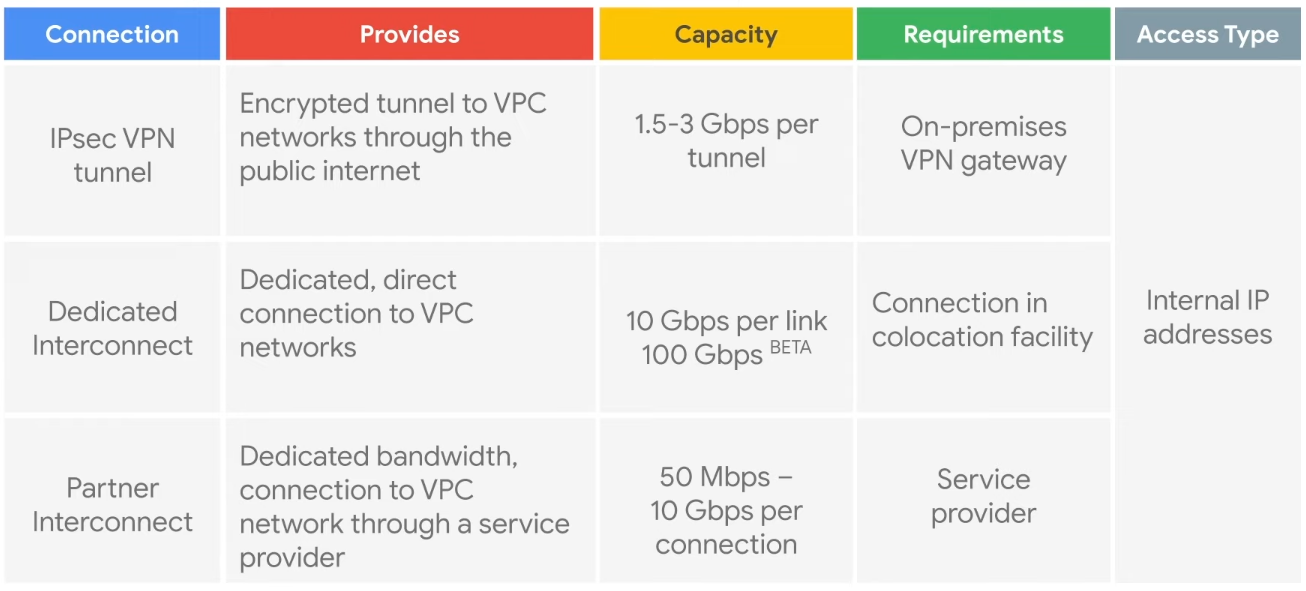 Connection
Provides
Capacity
Requirements
Access Type
IPsec VPN
tunnel
Encrypted tunnel to VPC
networks through the
public internet
1.5-3 Gbps per
tunnel
On-premises
VPN gateway
Internal IP
addresses
Dedicated
Interconnect
Dedicated, direct
connection to VPC
networks
10 Gbps per link
100 Gbps BETA
Connection in
colocation facility
Partner
Interconnect
Dedicated bandwidth,
connection to VPC
network through a service
provider
50 Mbps –
10 Gbps per
connection
Service
provider